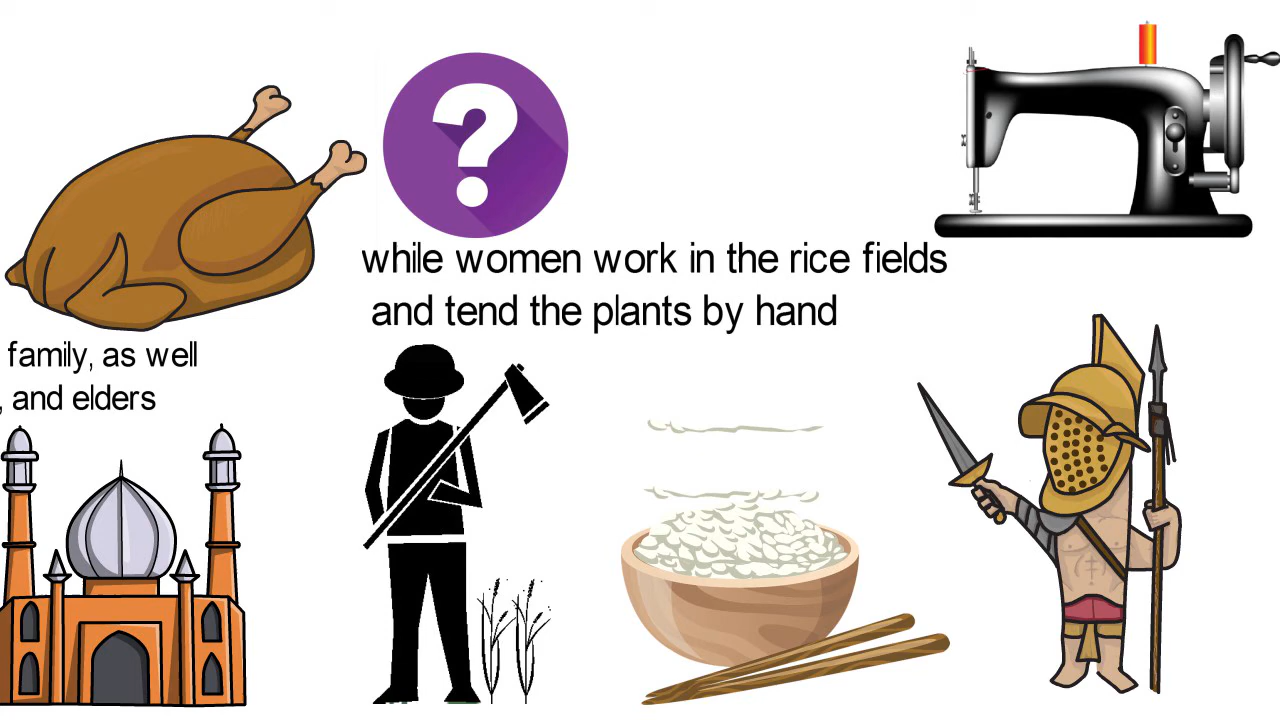 while women work in the rice fields
and tend the plants by hand
family, as well
, and elders